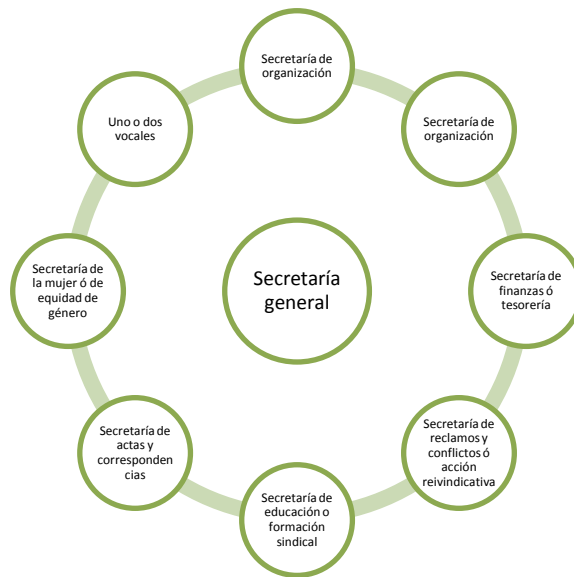 Secretaría de
organización
Secretaría de
organización
Secretaría de
finanzas ó
tesorería
Secretaría de
reclamos y
conflictos ó
acción
reivindicativa
Secretaría de
educación o
formación
sindical
Secretaría de
actas y
corresponden
cias
Secretaría de
la mujer ó de
equidad de
género
Uno o dos
vocales
Secretaría
general